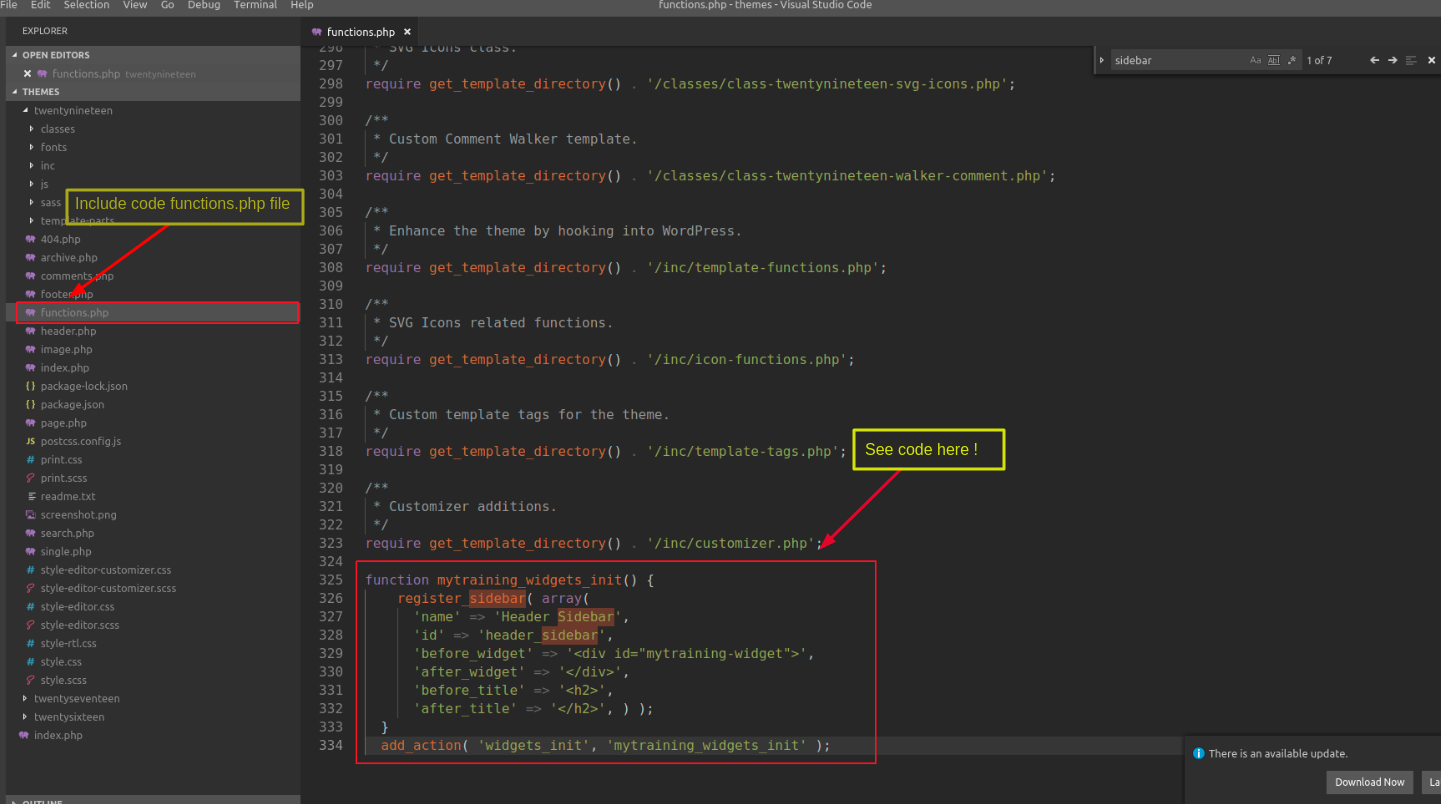 File Edit Selection View Go Debug Terminal Help
functions.php - themes - Visual Studio Code
EXPLORER
OPEN EDITORS
functions.php twentynineteen
THEMES
twentynineteen
classes
fonts
inc
js
sass
template-parts
404.php
archive.php
comments.php
footer.php
functions.php
header.php
image.php
index.php
package-lock.json
package.json
page.php
postcss.config.js
print.css
print.scss
readme.txt
screenshot.png
search.php
single.php
style-editor-customizer.css
style-editor-customizer.scss
style-editor.css
style-editor.scss
style-rtl.css
style.css
style.scss
twentyseventeen
twentysixteen
index.php
OUTLINE
Include code functions.php file
functions.php
sidebar Aa Abl .* 1 of 7
296 * SVG Icons class.
297 */
298 require get_template_directory() . '/classes/class-twentynineteen-svg-icons.php';
299
300 /**
301 * Custom Comment Walker template.
302 */
303 require get_template_directory() . '/classes/class-twentynineteen-walker-comment.php';
304
305 /**
306 * Enhance the theme by hooking into WordPress.
307 */
308 require get_template_directory() . '/inc/template-functions.php';
309
310 /**
311 * SVG Icons related functions.
312 */
313 require get_template_directory() . '/inc/icon-functions.php';
314
315 /**
316 * Custom template tags for the theme.
317 */
318 require get_template_directory() . '/inc/template-tags.php';
319
320 /**
321 * Customizer additions.
322 */
323 require get_template_directory() . '/inc/customizer.php';
324
325 function mytraining_widgets_init() {
326 register_sidebar( array(
327 'name' => 'Header Sidebar',
328 'id' => 'header_sidebar',
329 'before_widget' => '<div id="mytraining-widget">',
330 'after_widget' => '</div>',
331 'before_title' => '<h2>',
332 'after_title' => '</h2>', ) );
333 }
334 add_action( 'widgets_init', 'mytraining_widgets_init' );
See code here !
There is an available update.
Download Now La